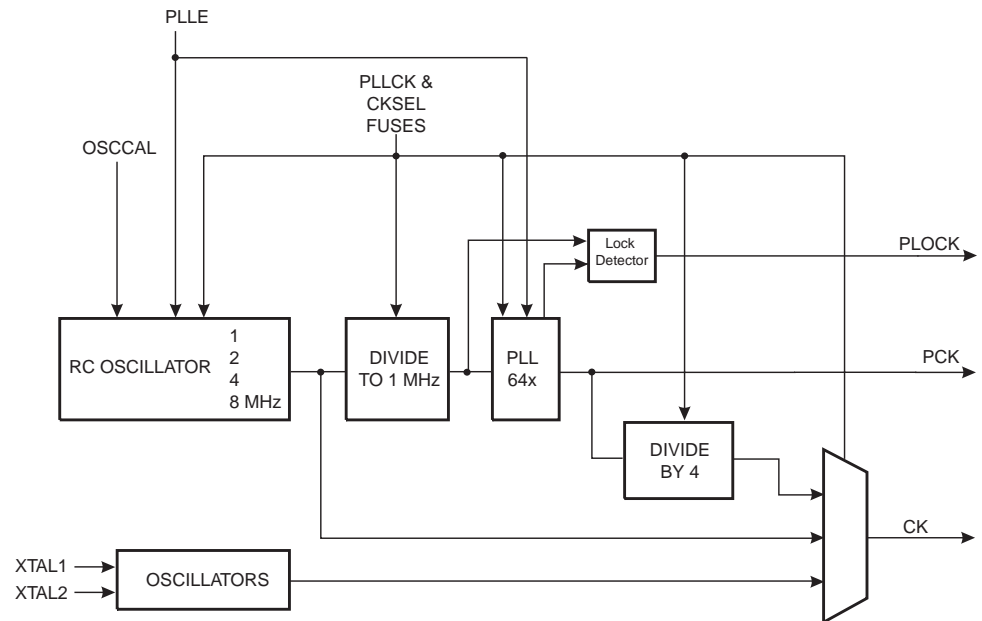 PLLE
PLLCK &
CKSEL
FUSES
OSCCAL
Lock
Detector
PLOCK
RC OSCILLATOR
1
2
4
8 MHz
DIVIDE
TO 1 MHz
PLL
64x
PCK
DIVIDE
BY 4
CK
XTAL1
XTAL2
OSCILLATORS